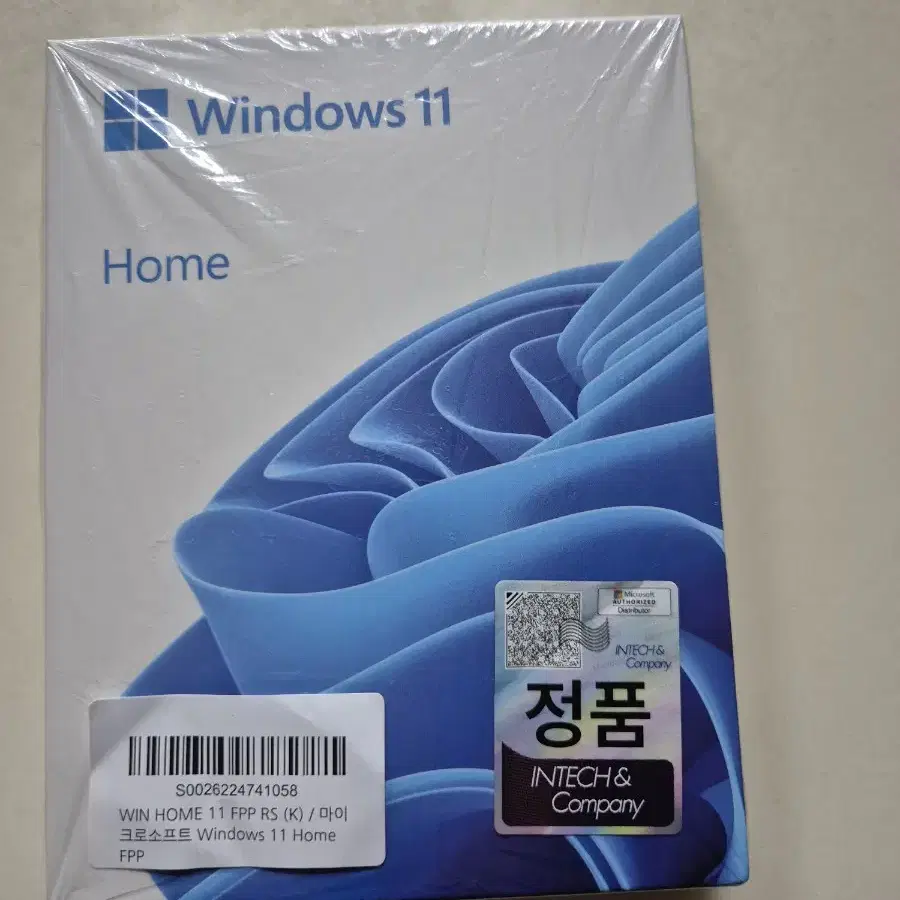 Windows 11
Home
Microsoft
AUTHORIZED
Distributor
INTECH &
Company
정품
INTECH &
Company
S0026224741058
WIN HOME 11 FPP RS (K) / 마이
크로소프트 Windows 11 Home
FPP